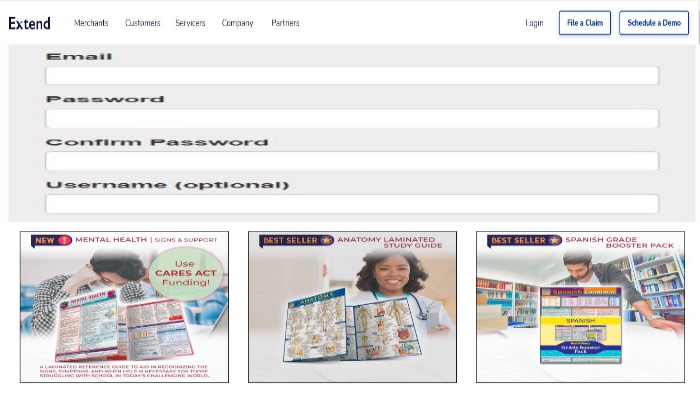 Extend
Merchants Customers Servicers Company Partners Login File a Claim Schedule a Demo
Email
Password
Confirm Password
Username (optional)
NEW ! MENTAL HEALTH | SIGNS & SUPPORT
Use
CARES ACT
Funding!
MENTAL HEALTH
A LAMINATED REFERENCE GUIDE TO AID IN RECOGNIZING THE
SIGNS, SYMPTOMS, AND WHEN HELP IS NECESSARY FOR THOSE
STRUGGLING WITH SCHOOL IN TODAY'S CHALLENGING WORLD.
BEST SELLER ANATOMY LAMINATED
STUDY GUIDE
ANATOMY
BEST SELLER SPANISH GRADE
BOOSTER PACK
Spanish Grammar
SPANISH
Grade Booster
Pack